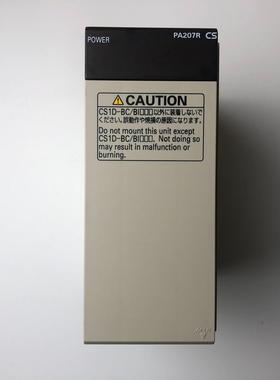 POWER
PA207R CS
⚠ CAUTION
CS1D-BC/BI□□□以外に装着しないで
ください。誤動作や焼損の原因になります。
Do not mount this unit except
CS1D-BC/BI□□□. Not doing so
may result in malfunction or
burning.